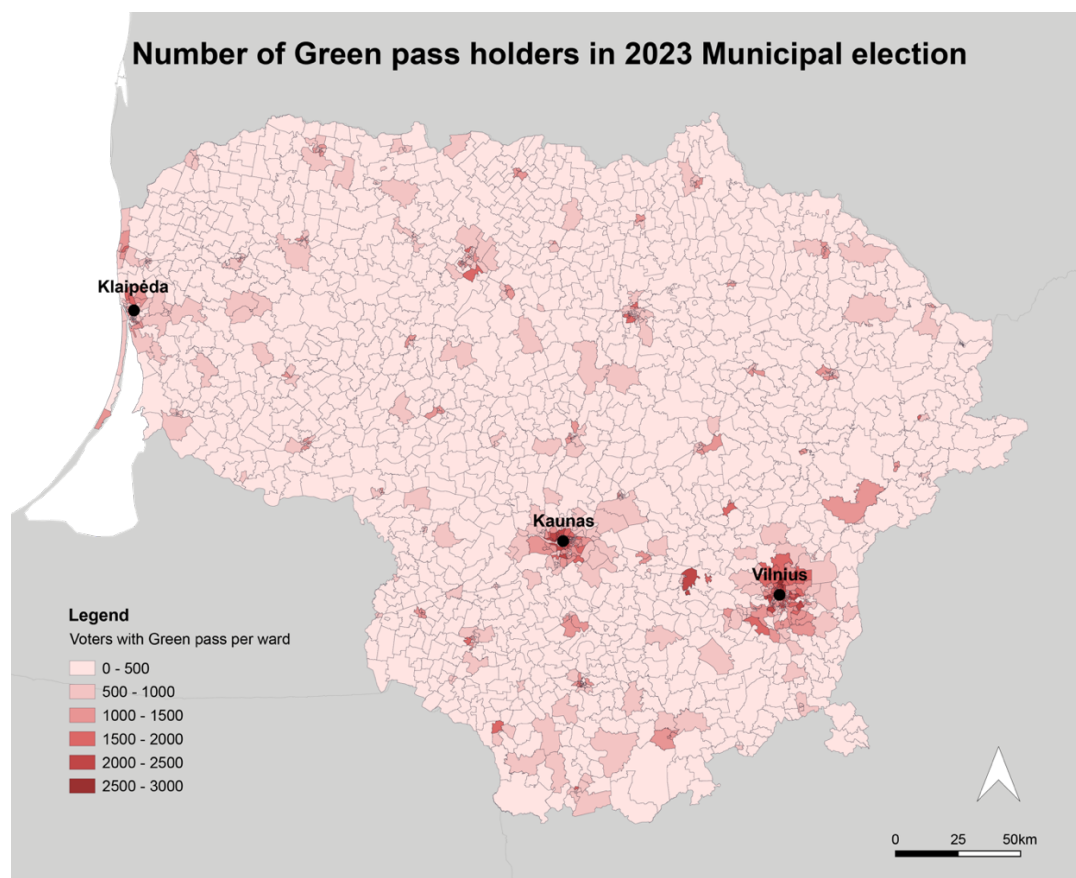 Number of Green pass holders in 2023 Municipal election
Klaipėda
Kaunas
Vilnius
Legend
Voters with Green pass per ward
0 - 500
500 - 1000
1000 - 1500
1500 - 2000
2000 - 2500
2500 - 3000
0 25 50km